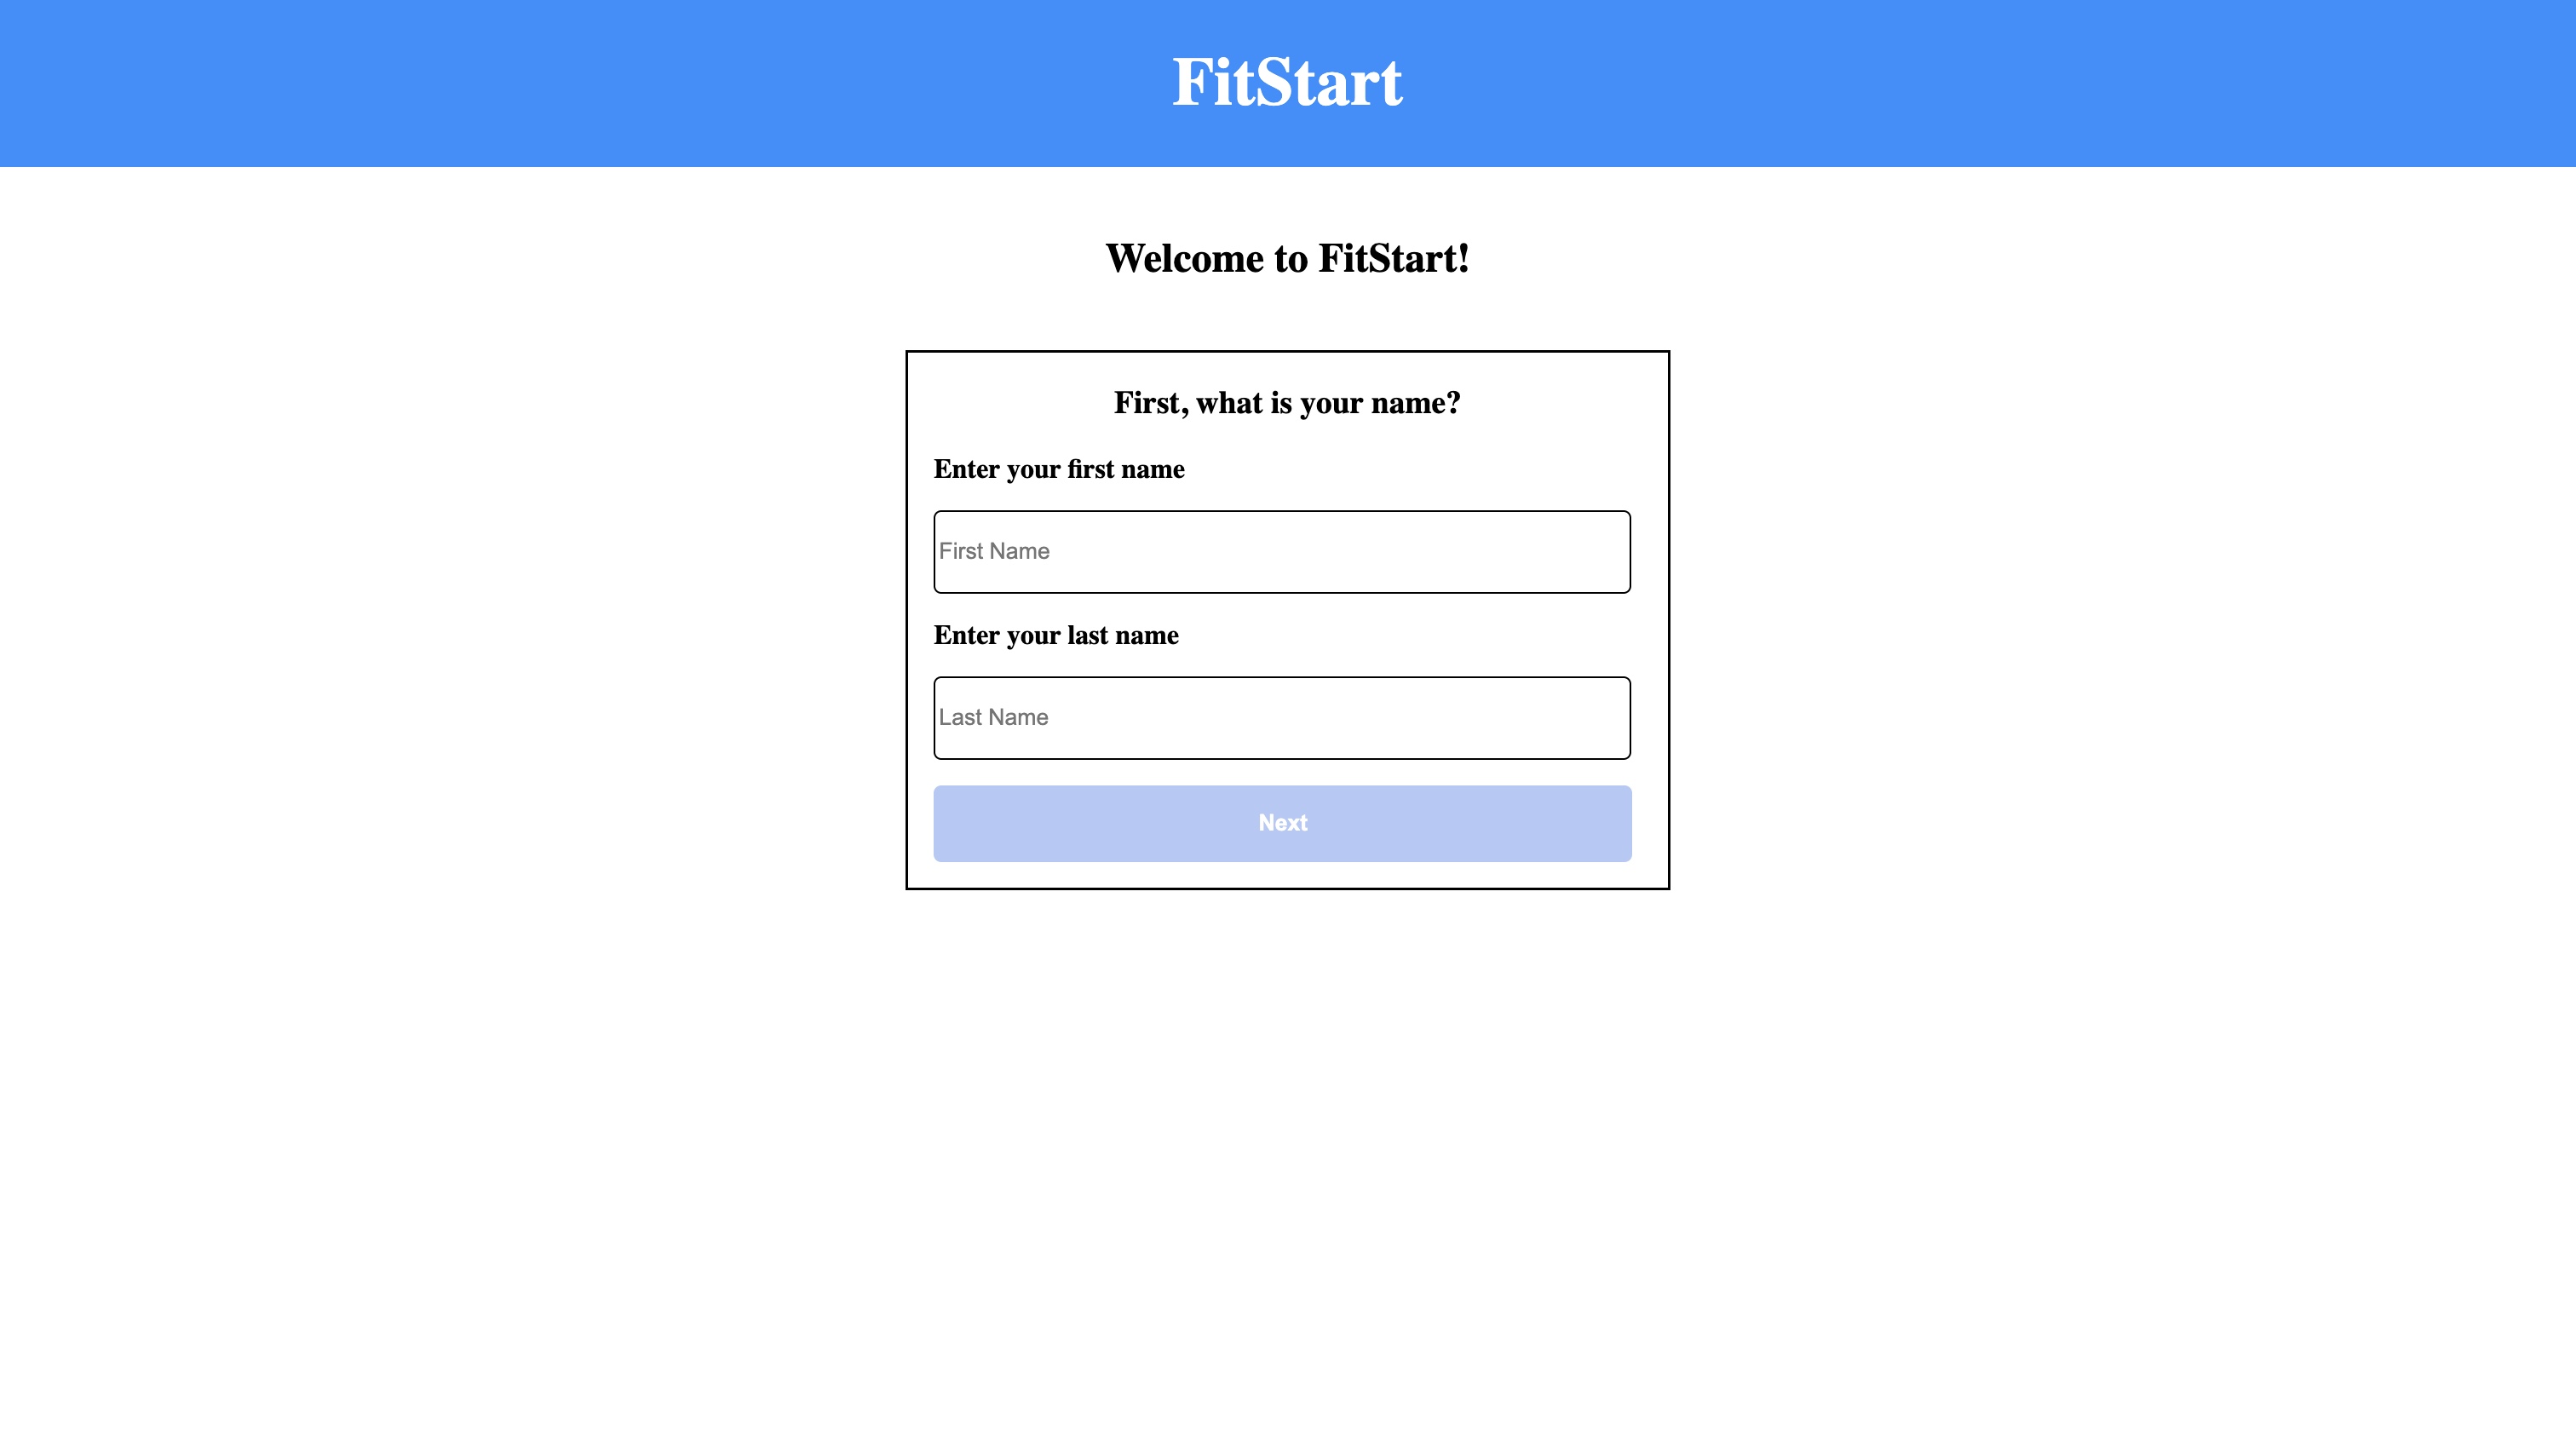 FitStart
Welcome to FitStart!
First, what is your name?
Enter your first name
First Name
Enter your last name
Last Name
Next